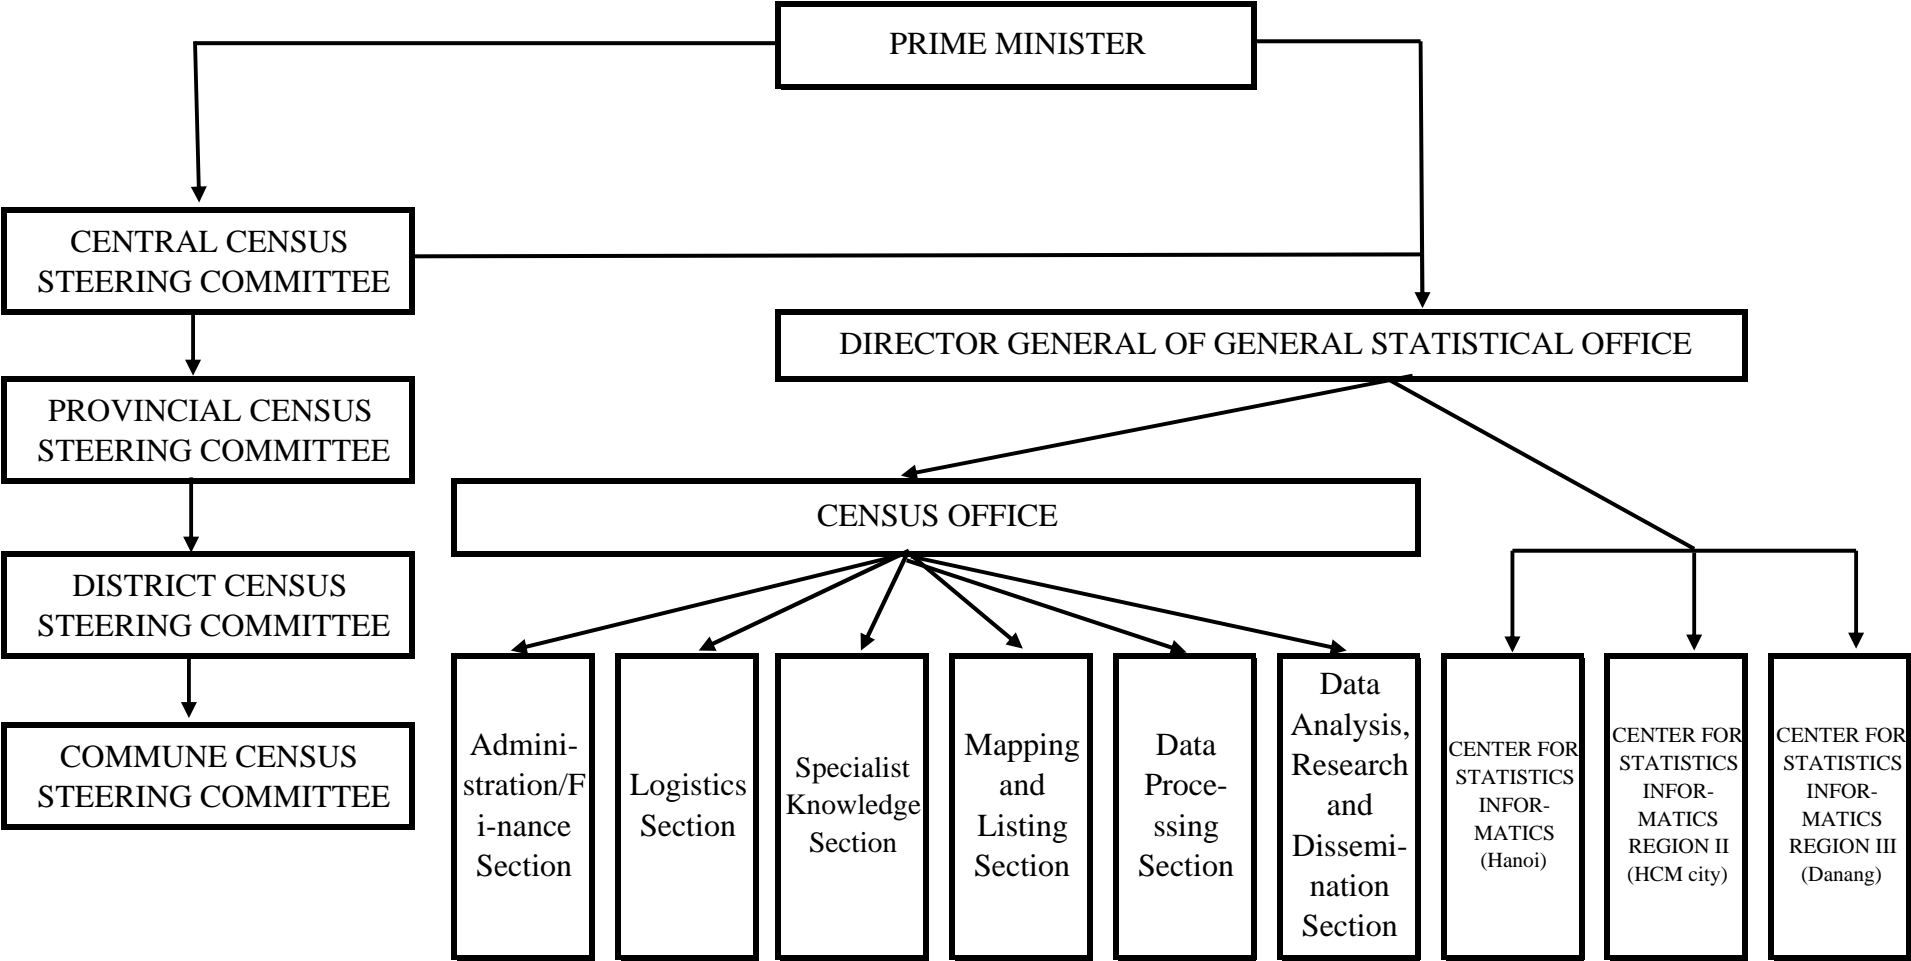 PRIME MINISTER
CENTRAL CENSUS
STEERING COMMITTEE
DIRECTOR GENERAL OF GENERAL STATISTICAL OFFICE
PROVINCIAL CENSUS
STEERING COMMITTEE
CENSUS OFFICE
DISTRICT CENSUS
STEERING COMMITTEE
COMMUNE CENSUS
STEERING COMMITTEE
Admini-
stration/F
i-nance
Section
Logistics
Section
Specialist
Knowledge
Section
Mapping
and
Listing
Section
Data
Proce-
ssing
Section
Data
Analysis,
Research
and
Dissemi-
nation
Section
CENTER FOR
STATISTICS
INFOR-
MATICS
(Hanoi)
CENTER FOR
STATISTICS
INFOR-
MATICS
REGION II
(HCM city)
CENTER FOR
STATISTICS
INFOR-
MATICS
REGION III
(Danang)